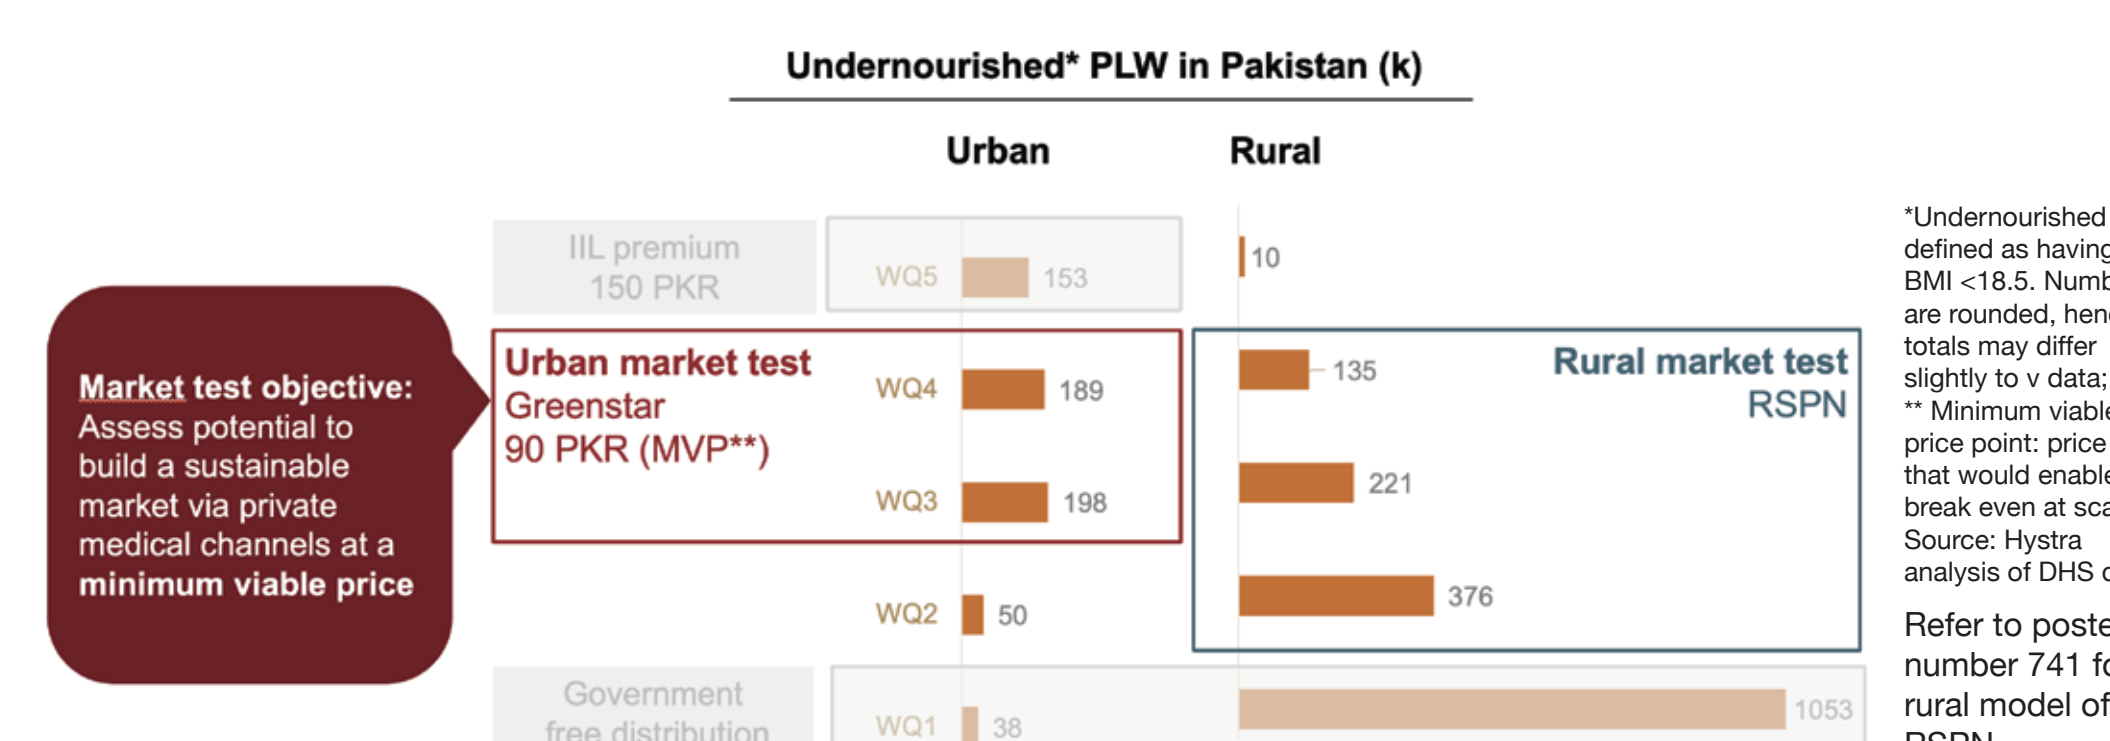 Undernourished* PLW in Pakistan (k)
Urban
Rural
IIL premium
150 PKR
WQ5
153
10
Market test objective:
Assess potential to
build a sustainable
market via private
medical channels at a
minimum viable price
Urban market test
Greenstar
90 PKR (MVP**)
WQ4
189
WQ3
198
135
221
376
Rural market test
RSPN
WQ2
50
Government
free distribution
WQ1
38
1053
*Undernourished
defined as having
BMI <18.5. Numb
are rounded, henc
totals may differ
slightly to v data;
** Minimum viable
price point: price
that would enable
break even at sca
Source: Hystra
analysis of DHS d
Refer to poste
number 741 fo
rural model of
RSPN